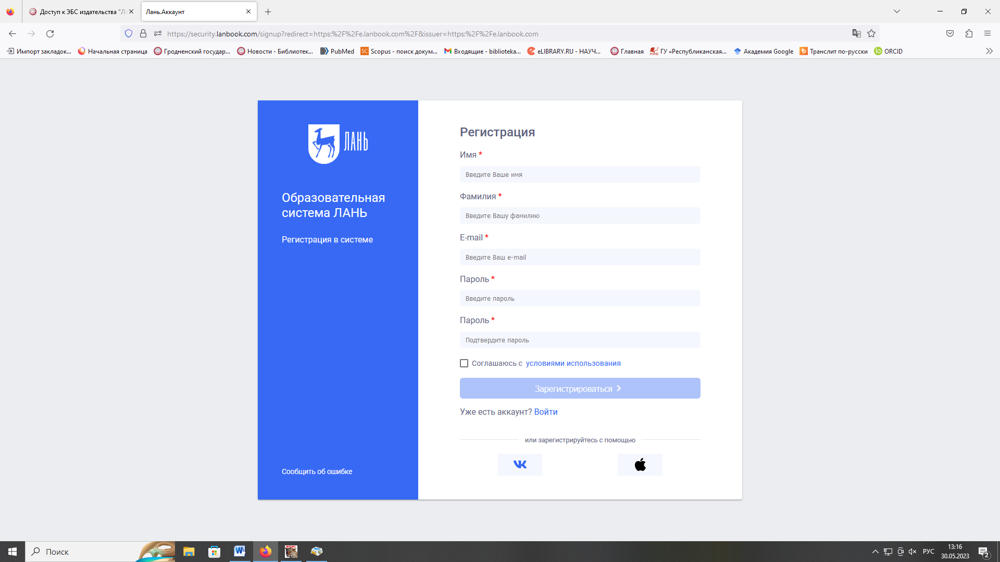 Доступ к ЭБС издательства "Ла
Лань.Аккаунт
https://security.lanbook.com/signup?redirect=https:%2F%2Fe.lanbook.com%2F&issuer=https:%2F%2Fe.lanbook.com
Импорт закладок...
Начальная страница
Гродненский государ...
Новости - Библиотек...
PubMed
SC Scopus - поиск докум...
Входящие - biblioteka...
eLIBRARY.RU - НАУЧ...
Главная
ГУ «Республиканская...
Академия Google
Транслит по-русски
iD ORCID
ЛАНЬ
Образовательная
система ЛАНЬ
Регистрация в системе
Сообщить об ошибке
Регистрация
Имя *
Введите Ваше имя
Фамилия *
Введите Вашу фамилию
E-mail *
Введите Ваш e-mail
Пароль *
Введите пароль
Пароль *
Подтвердите пароль
Соглашаюсь с условиями использования
Зарегистрироваться
Уже есть аккаунт? Войти
или зарегистрируйтесь с помощью
Поиск
РУС
13:16
30.05.2023
2